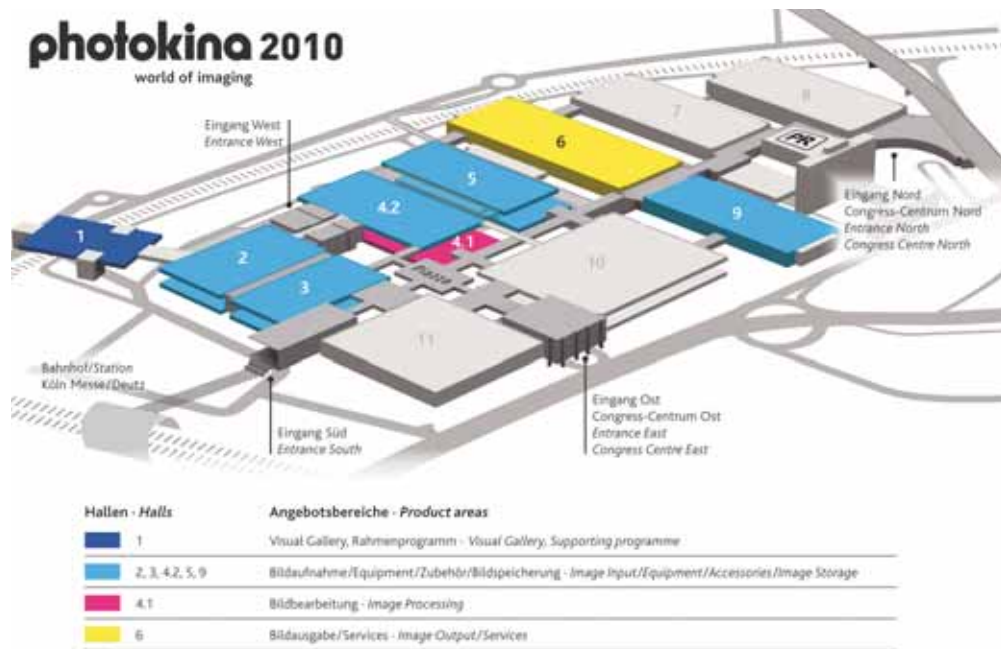 photokina 2010
world of imaging
7
8
6
PR
Eingang West
Entrance West
5
4.2
9
Eingang Nord
Congress-Centrum Nord
Entrance North
Congress Centre North
1
4.1
2
10
Piazza
3
11
Bahnhof/Station
Köln Messe/Deutz
Eingang Süd
Entrance South
Eingang Ost
Congress-Centrum Ost
Entrance East
Congress Centre East
Hallen · Halls Angebotsbereiche · Product areas
1 Visual Gallery, Rahmenprogramm · Visual Gallery, Supporting programme
2, 3, 4.2, 5, 9 Bildaufnahme/Equipment/Zubehör/Bildspeicherung · Image Input/Equipment/Accessories/Image Storage
4.1 Bildbearbeitung · Image Processing
6 Bildausgabe/Services · Image Output/Services